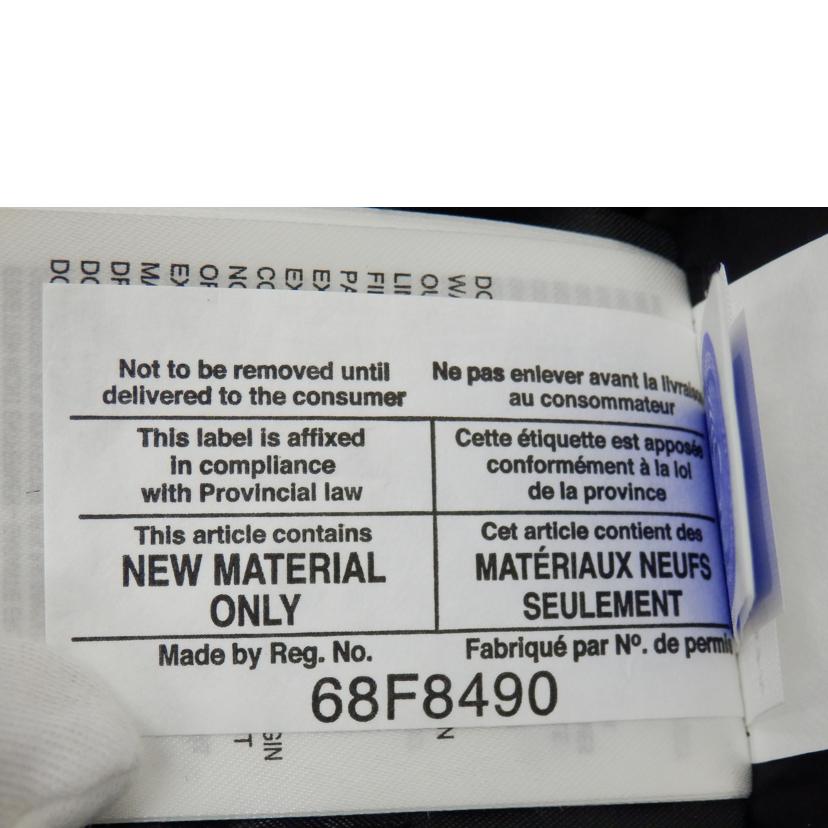 Not to be removed until
delivered to the consumer
Ne pas enlever avant la
au consommateur
This label is affixed
in compliance
with Provincial law
Cette étiquette est apposée
conformément à la loi
de la province
This article contains
NEW MATERIAL
ONLY
Cet article contient des
MATÉRIAUX NEUFS
SEULEMENT
Made by Reg. No.
Fabriqué par Nº. de permis
68F8490